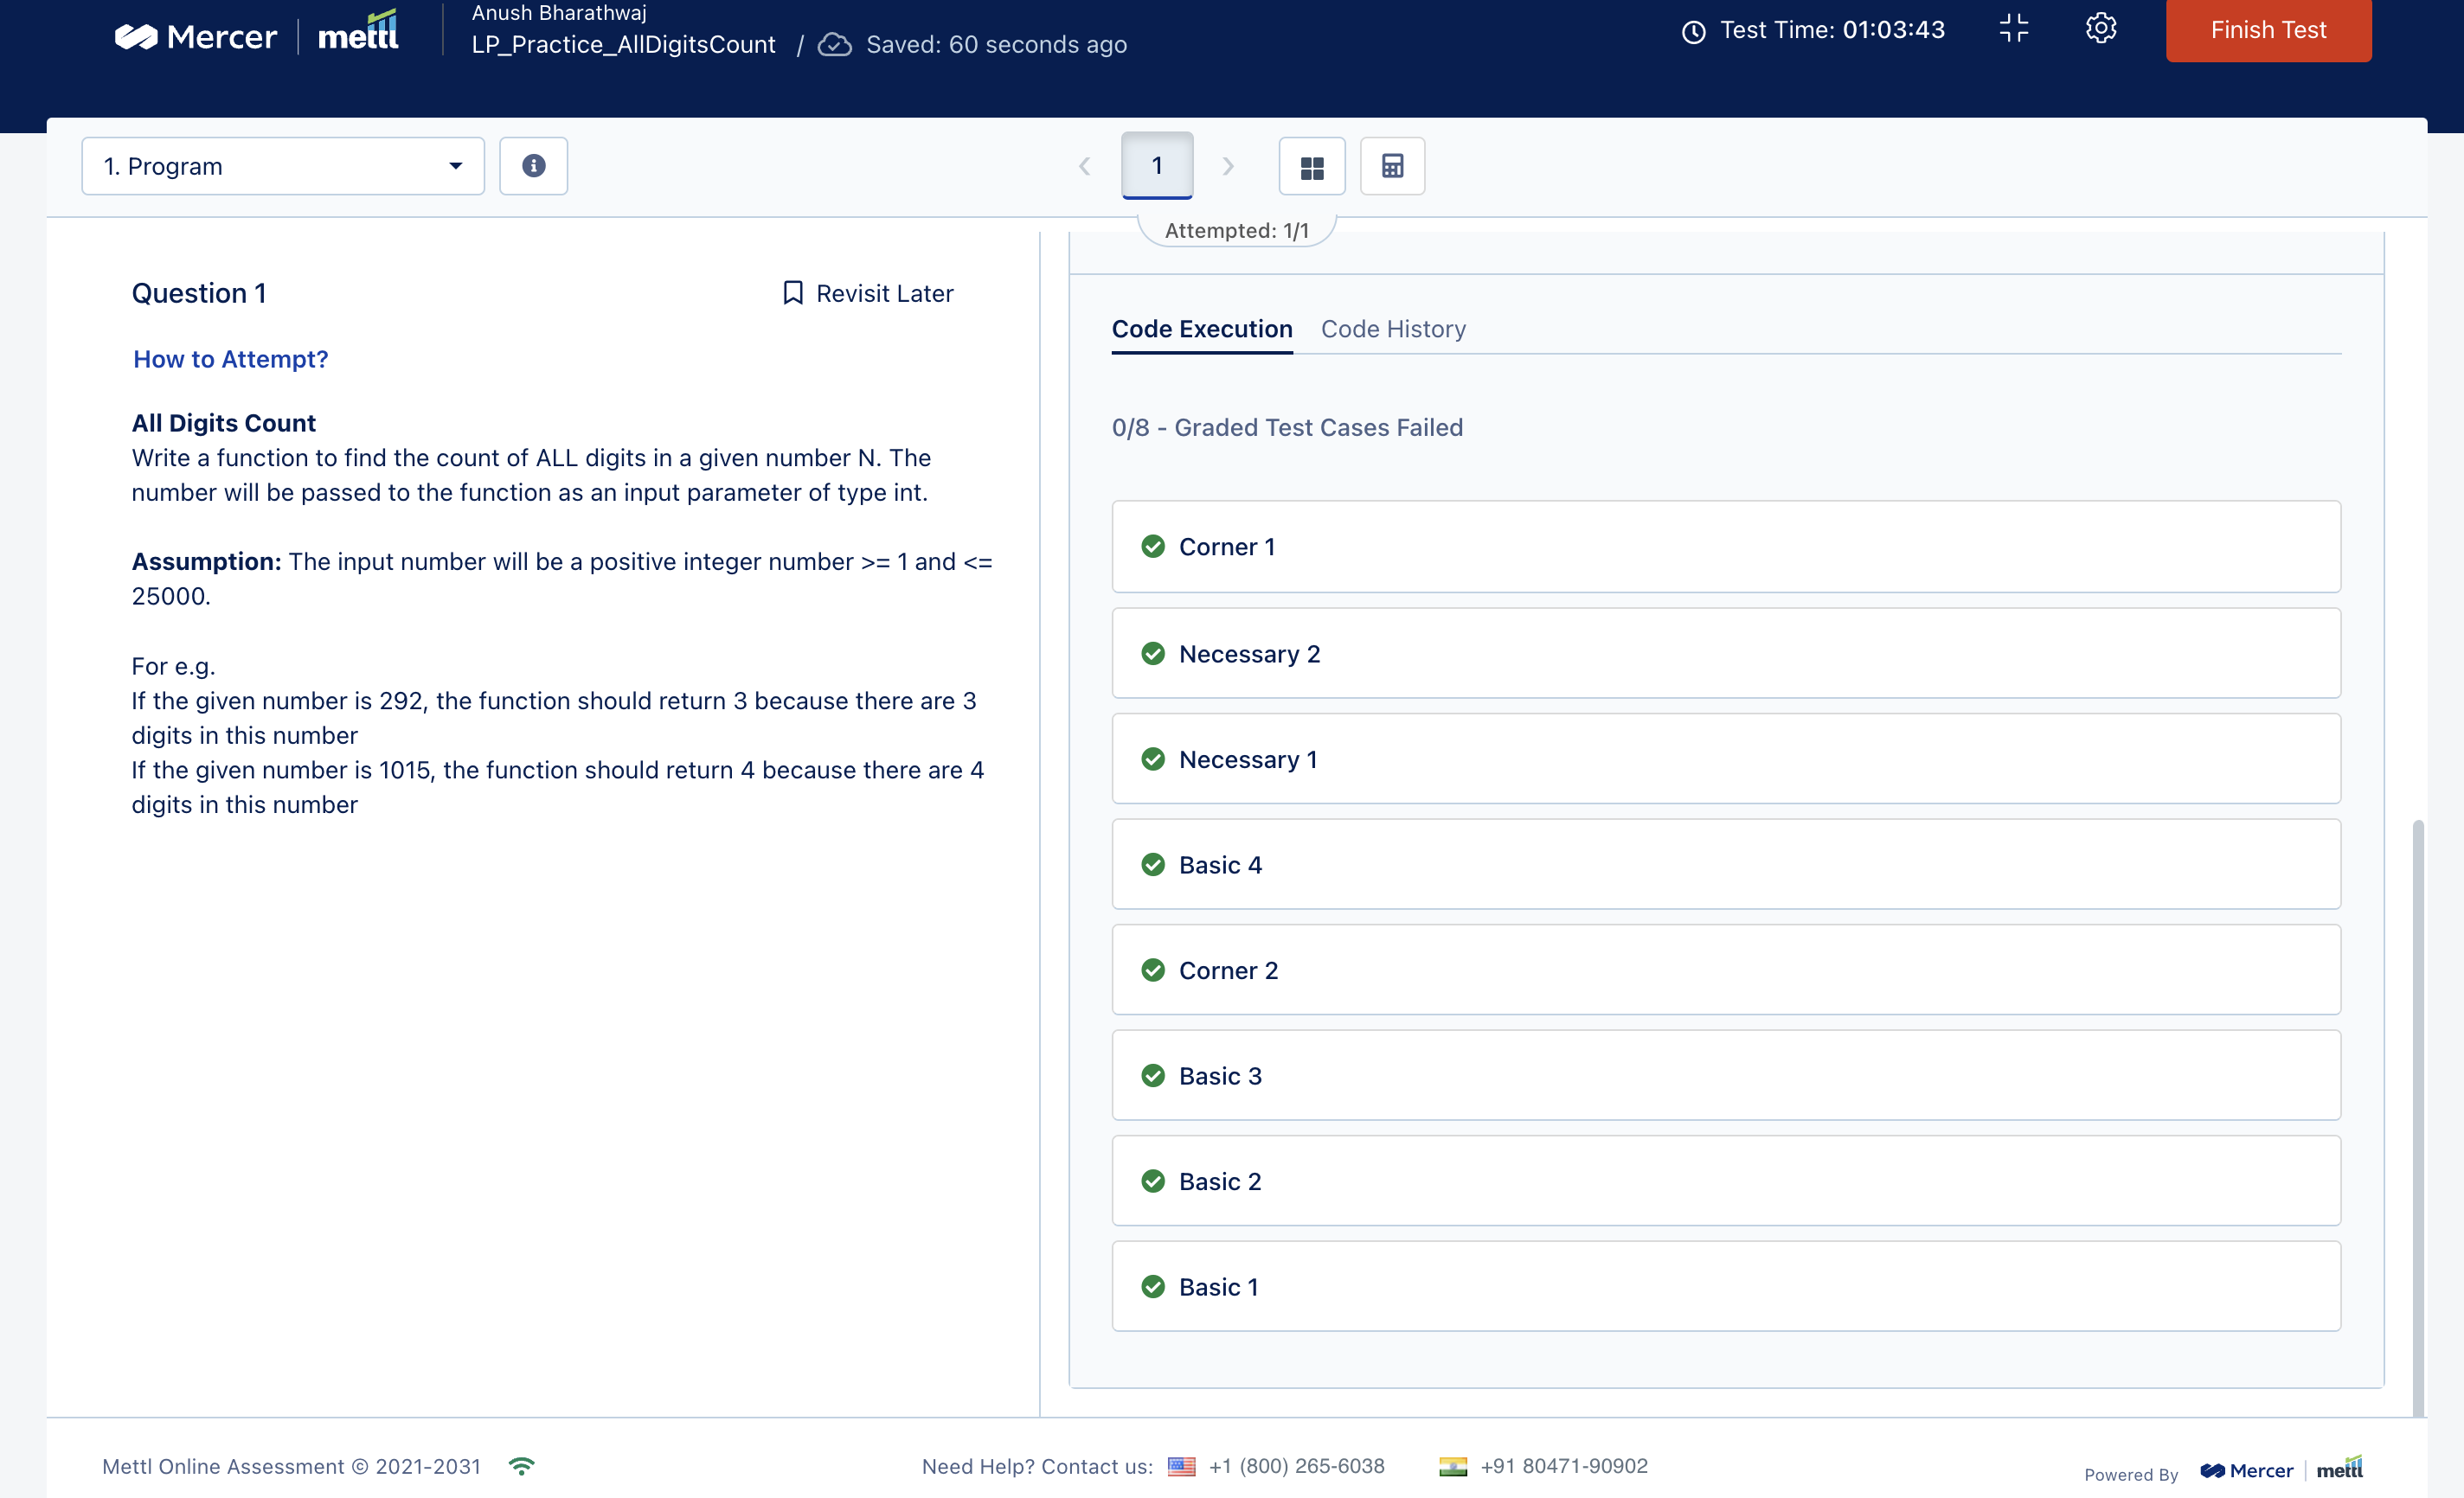 Mercer
mettl
Anush Bharathwaj
LP_Practice_AllDigitsCount / Saved: 60 seconds ago
Test Time: 01:03:43
Finish Test
1. Program
1
Attempted: 1/1
Question 1
Revisit Later
How to Attempt?
All Digits Count
Write a function to find the count of ALL digits in a given number N. The
number will be passed to the function as an input parameter of type int.
Assumption: The input number will be a positive integer number >= 1 and <=
25000.
For e.g.
If the given number is 292, the function should return 3 because there are 3
digits in this number
If the given number is 1015, the function should return 4 because there are 4
digits in this number
Code Execution
Code History
0/8 - Graded Test Cases Failed
Corner 1
Necessary 2
Necessary 1
Basic 4
Corner 2
Basic 3
Basic 2
Basic 1
Mettl Online Assessment © 2021-2031
Need Help? Contact us: +1 (800) 265-6038 +91 80471-90902
Powered By Mercer mettl